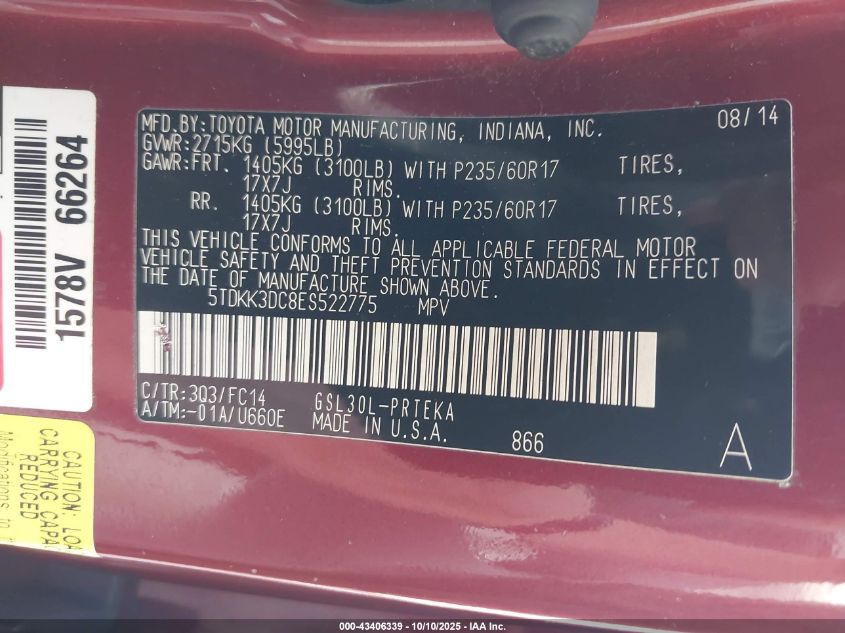 MFD.BY:TOYOTA MOTOR MANUFACTURING, INDIANA, INC. 08/14
GVWR:2715KG (5995LB)
GAWR:FRT. 1405KG (3100LB) WITH P235/60R17 TIRES,
17X7J RIMS.
RR. 1405KG (3100LB) WITH P235/60R17 TIRES,
17X7J RIMS.
THIS VEHICLE CONFORMS TO ALL APPLICABLE FEDERAL MOTOR
VEHICLE SAFETY AND THEFT PREVENTION STANDARDS IN EFFECT ON
THE DATE OF MANUFACTURE SHOWN ABOVE.
5TDKK3DC8ES522775 MPV
C/TR:3Q3/FC14 GSL30L-PRTEKA
A/TM:-01A/U660E MADE IN U.S.A.
866
A
1578V 66264
CAUTION: LOA
CARRYING CAPA
REDUCED
Modifications to
000-43406339 - 10/10/2025 - IAA Inc.